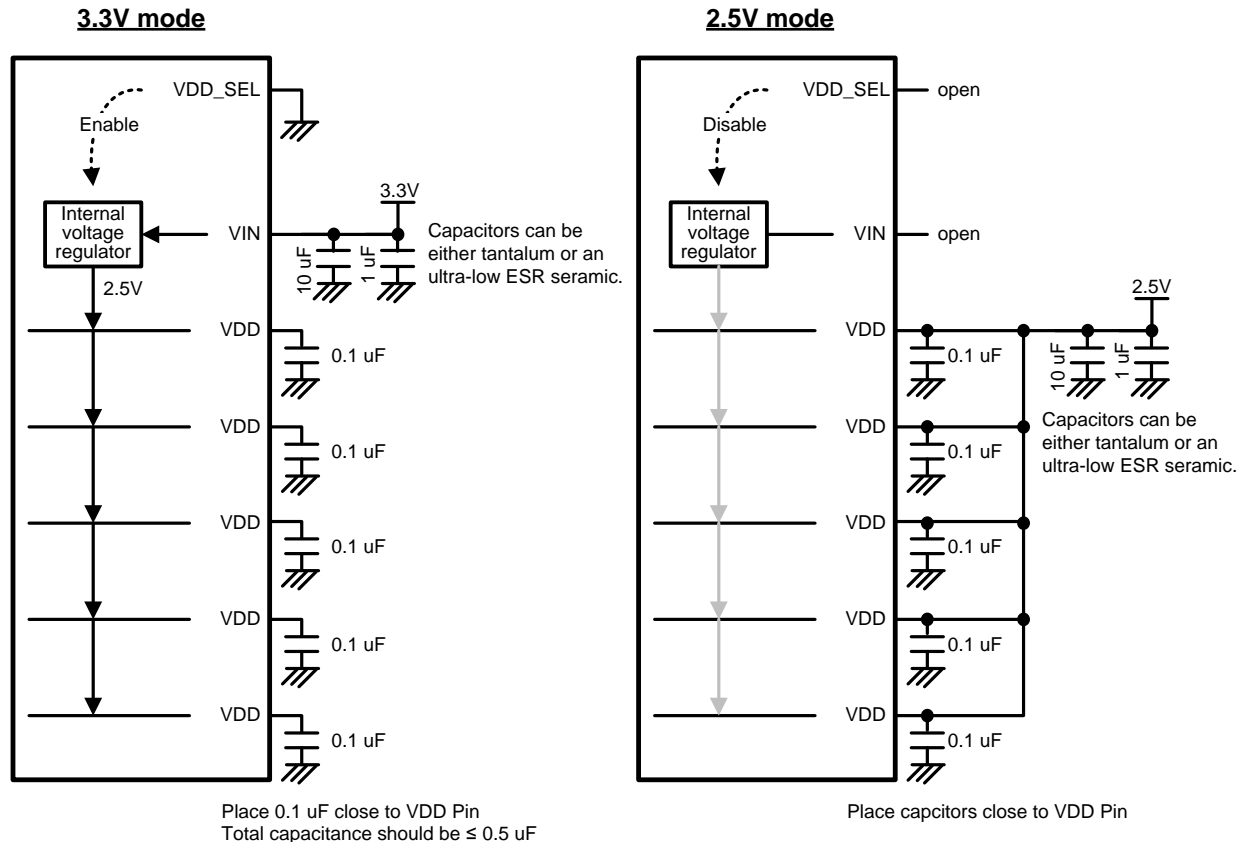 3.3V mode
VDD_SEL
Enable
3.3V
Internal
voltage
regulator
VIN
10 uF
1 uF
Capacitors can be
either tantalum or an
ultra-low ESR seramic.
2.5V
VDD
0.1 uF
VDD
0.1 uF
VDD
0.1 uF
VDD
0.1 uF
VDD
0.1 uF
Place 0.1 uF close to VDD Pin
Total capacitance should be ≤ 0.5 uF
2.5V mode
VDD_SEL
open
Disable
Internal
voltage
regulator
VIN
open
2.5V
VDD
0.1 uF
10 uF
1 uF
Capacitors can be
either tantalum or an
ultra-low ESR seramic.
VDD
0.1 uF
VDD
0.1 uF
VDD
0.1 uF
VDD
0.1 uF
Place capcitors close to VDD Pin